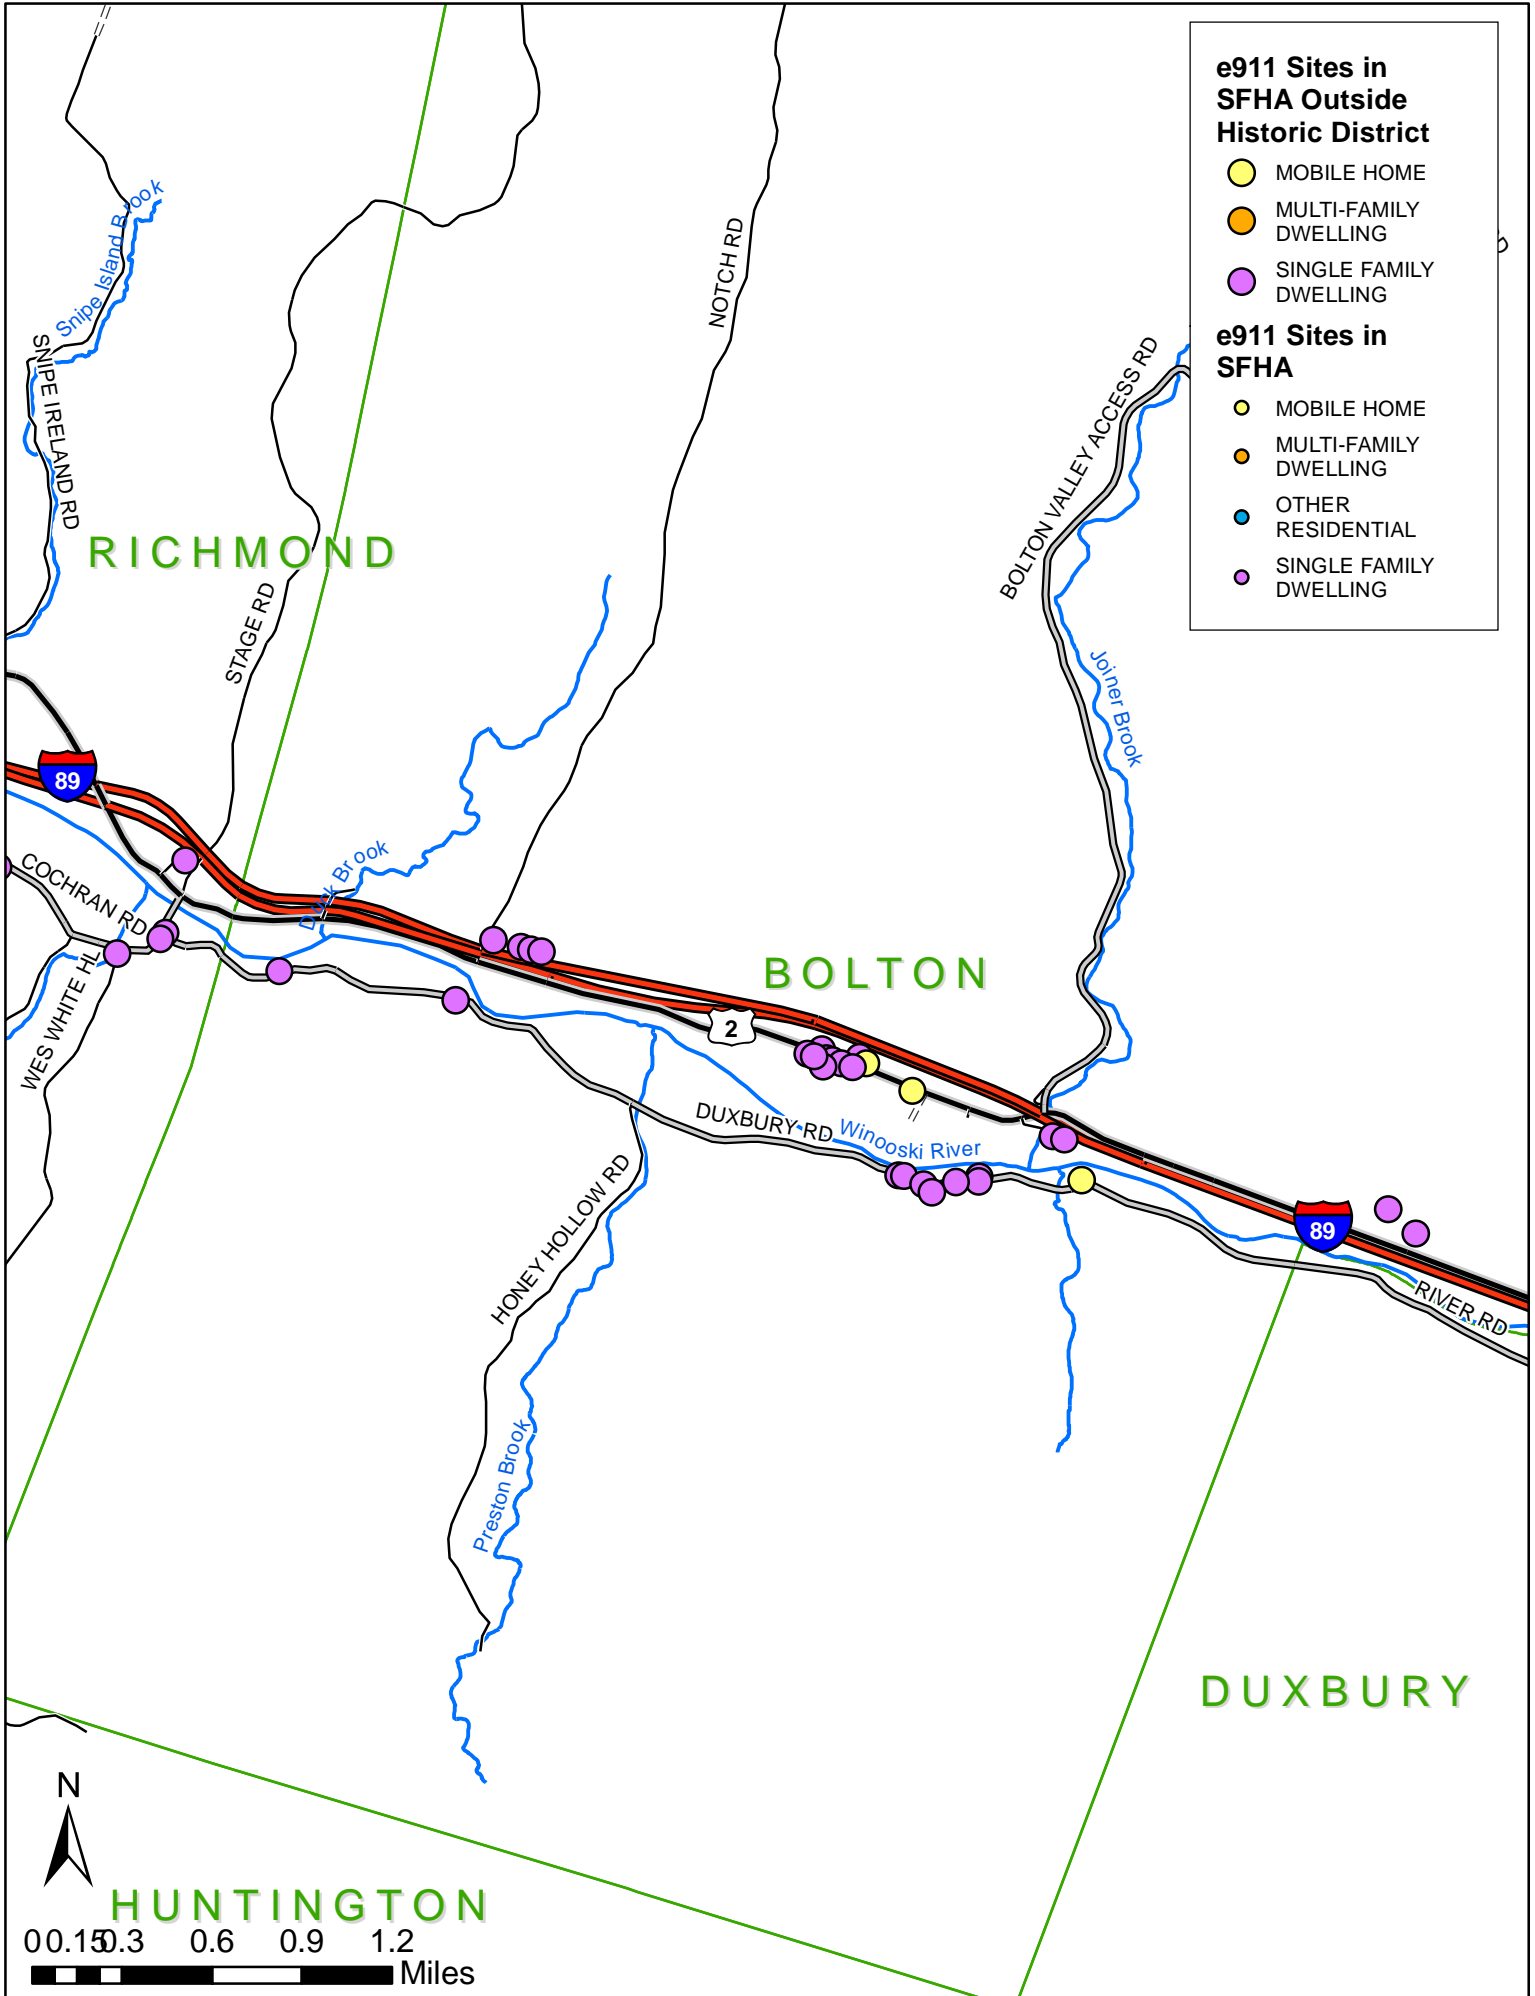 e911 Sites in
SFHA Outside
Historic District
MOBILE HOME
MULTI-FAMILY
DWELLING
SINGLE FAMILY
DWELLING
e911 Sites in
SFHA
MOBILE HOME
MULTI-FAMILY
DWELLING
OTHER
RESIDENTIAL
SINGLE FAMILY
DWELLING
Snipe Island Brook
SNIPE IRELAND RD
NOTCH RD
BOLTON VALLEY ACCESS RD
RICHMOND
STAGE RD
Joiner Brook
89
Duck Brook
COCHRAN RD
WES WHITE HL
BOLTON
2
DUXBURY RD
Winooski River
HONEY HOLLOW RD
89
RIVER RD
Preston Brook
DUXBURY
N
HUNTINGTON
0 0.15 0.3 0.6 0.9 1.2
Miles